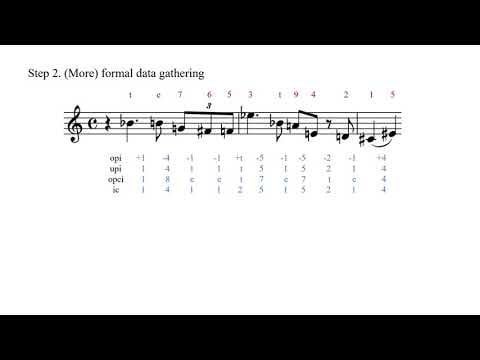 Step 2. (More) formal data gathering
t e 7 6 5 3 t 9 4 2 1 5
3
opi +1 -4 -1 -1 +t -5 -1 -5 -2 -1 +4
upi 1 4 1 1 t 5 1 5 2 1 4
opci 1 8 e e t 7 e 7 t e 4
ic 1 4 1 1 2 5 1 5 2 1 4